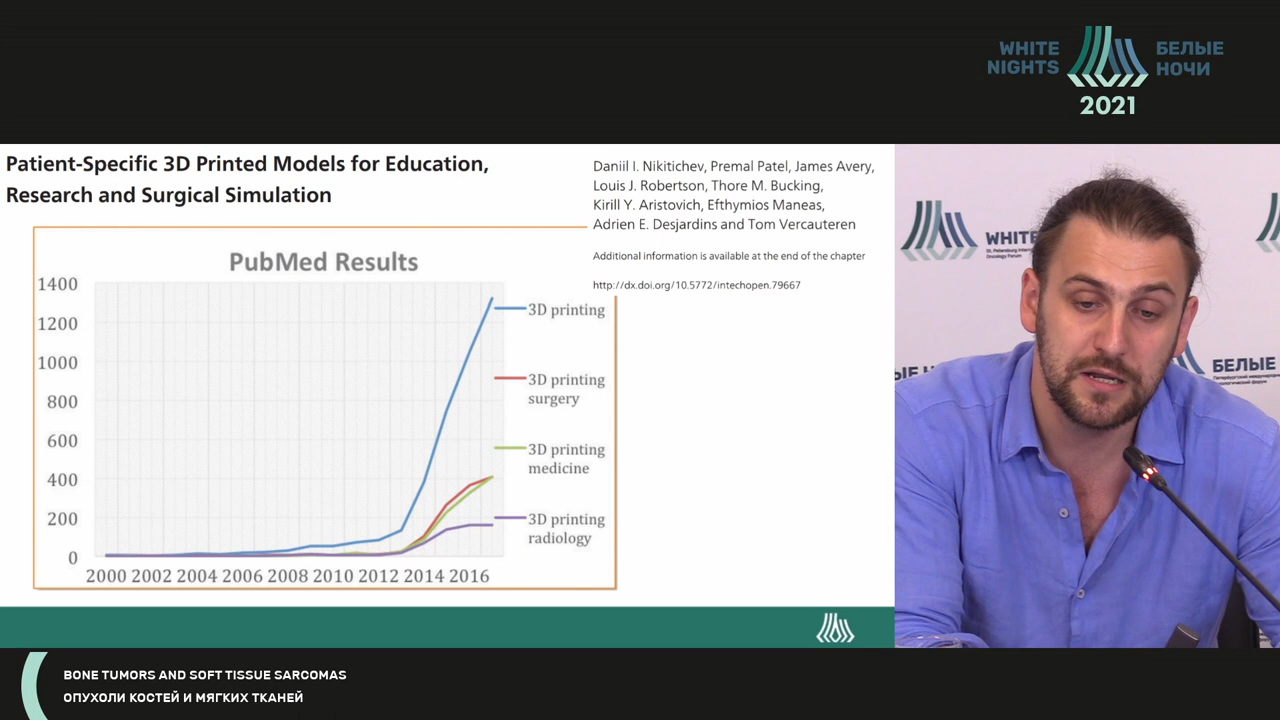 WHITE
NIGHTS
БЕЛЫЕ
НОЧИ
2021
Patient-Specific 3D Printed Models for Education,
Research and Surgical Simulation
Daniil I. Nikitichev, Premal Patel, James Avery,
Louis J. Robertson, Thore M. Bucking,
Kirill Y. Aristovich, Efthymios Maneas,
Adrien E. Desjardins and Tom Vercauteren
Additional information is available at the end of the chapter
http://dx.doi.org/10.5772/intechopen.79667
PubMed Results
1400
1200
1000
800
600
400
200
0
2000 2002 2004 2006 2008 2010 2012 2014 2016
3D printing
3D printing
surgery
3D printing
medicine
3D printing
radiology
WHITE
St. Petersburg
Oncology Forum
БЕЛЫЕ
BONE TUMORS AND SOFT TISSUE SARCOMAS
ОПУХОЛИ КОСТЕЙ И МЯГКИХ ТКАНЕЙ